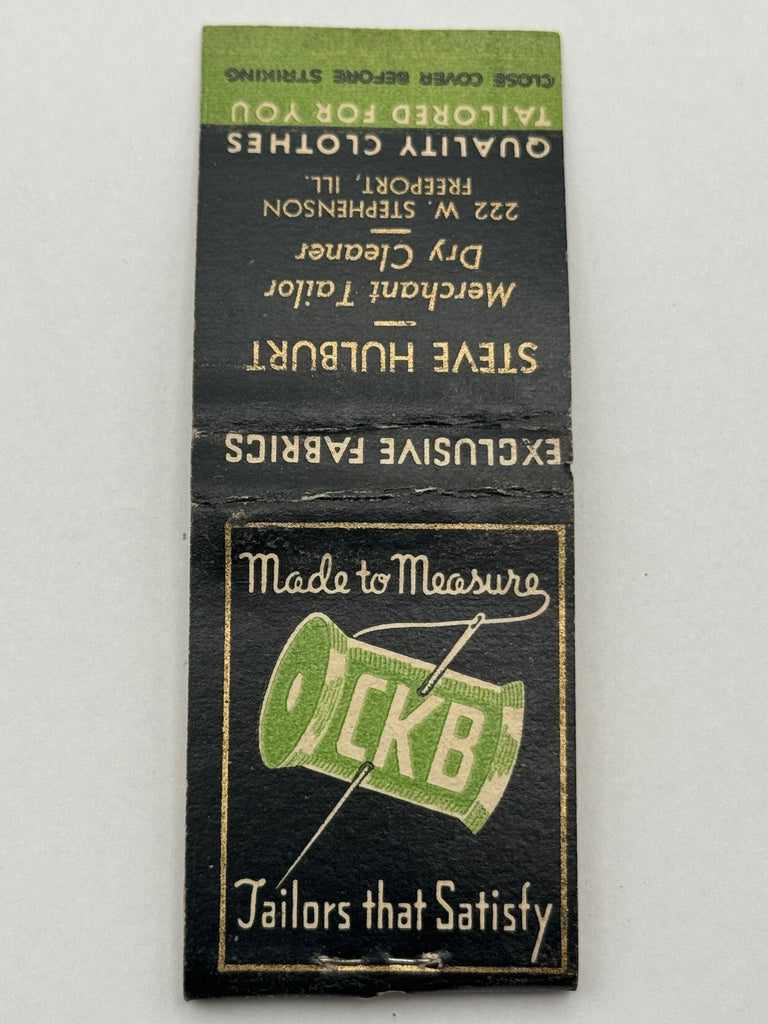 Made to Measure
CKB
Tailors that Satisfy
EXCLUSIVE FABRICS
STEVE HULBURT
Merchant Tailor
Dry Cleaner
222 W. STEPHENSON
FREEPORT, ILL.
QUALITY CLOTHES
TAILORED FOR YOU
CLOSE COVER BEFORE STRIKING